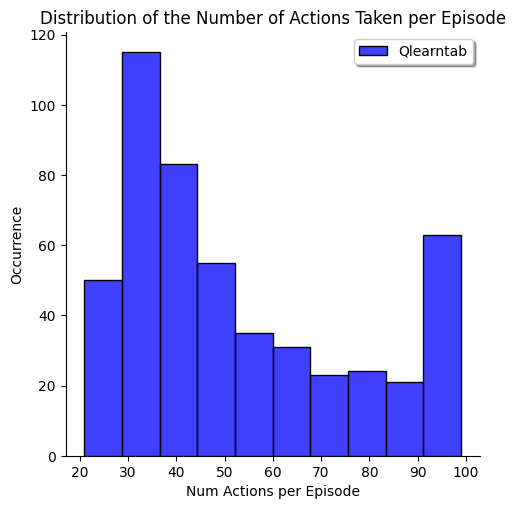 Distribution of the Number of Actions Taken per Episode
Qlearntab
120
100
80
60
40
20
0
Occurrence
20 30 40 50 60 70 80 90 100
Num Actions per Episode